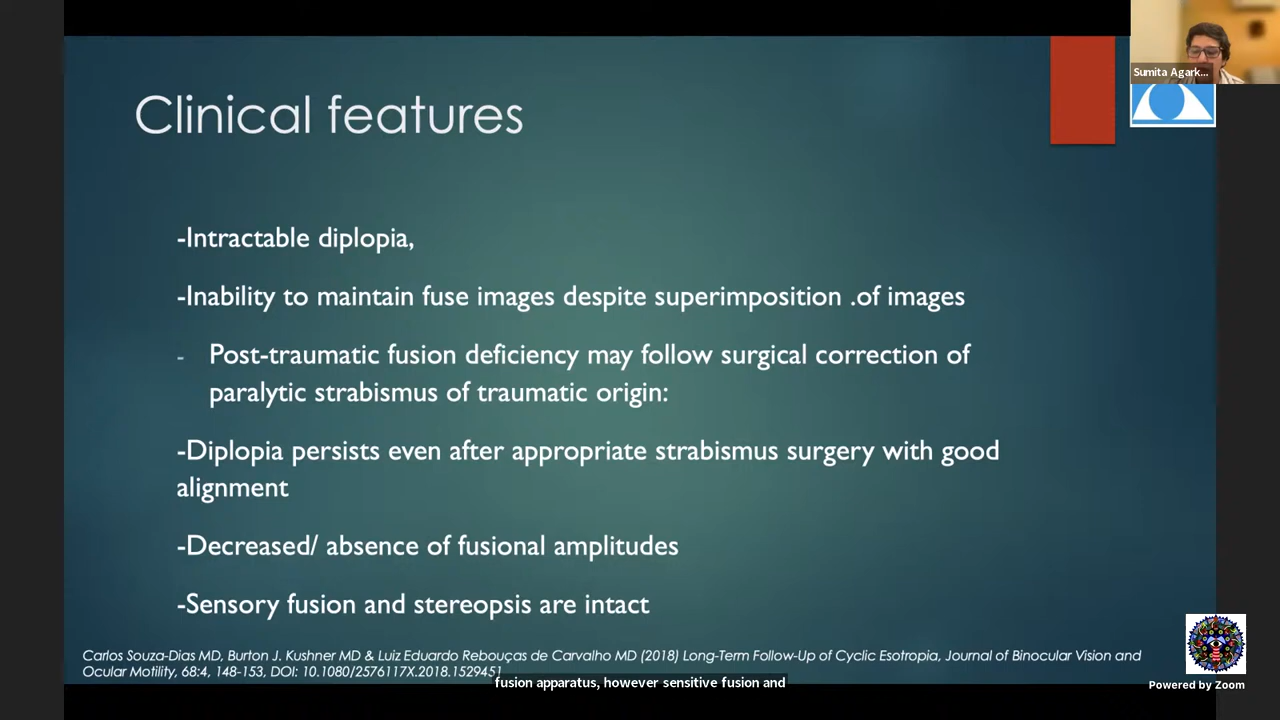 Sumita Agark...
Clinical features
-Intractable diplopia,
-Inability to maintain fuse images despite superimposition .of images
- Post-traumatic fusion deficiency may follow surgical correction of
paralytic strabismus of traumatic origin:
-Diplopia persists even after appropriate strabismus surgery with good
alignment
-Decreased/ absence of fusional amplitudes
-Sensory fusion and stereopsis are intact
Carlos Souza-Dias MD, Burton J. Kushner MD & Luiz Eduardo Rebouças de Carvalho MD (2018) Long-Term Follow-Up of Cyclic Esotropia, Journal of Binocular Vision and
Ocular Motility, 68:4, 148-153, DOI: 10.1080/2576117X.2018.1529451
fusion apparatus, however sensitive fusion and
Powered by Zoom